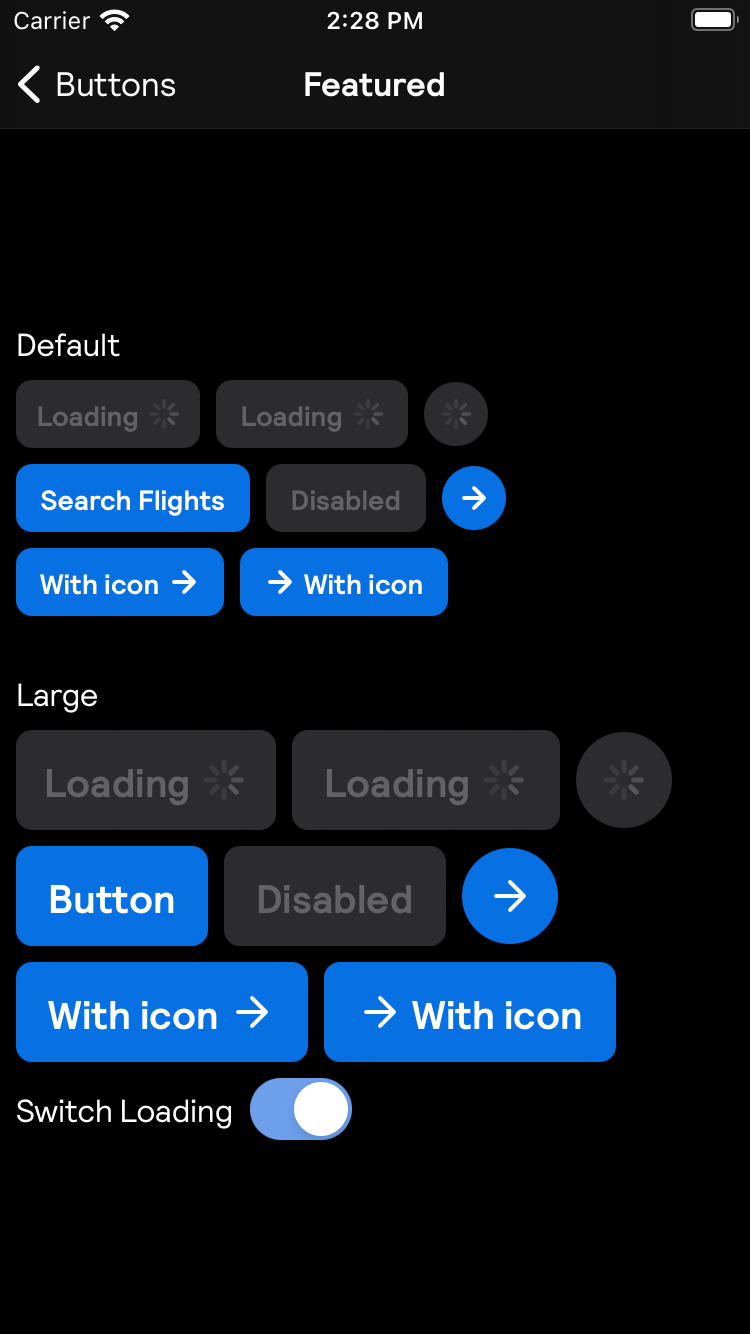 Carrier 2:28 PM
Buttons Featured
Default
Loading Loading
Search Flights Disabled
With icon With icon
Large
Loading Loading
Button Disabled
With icon With icon
Switch Loading